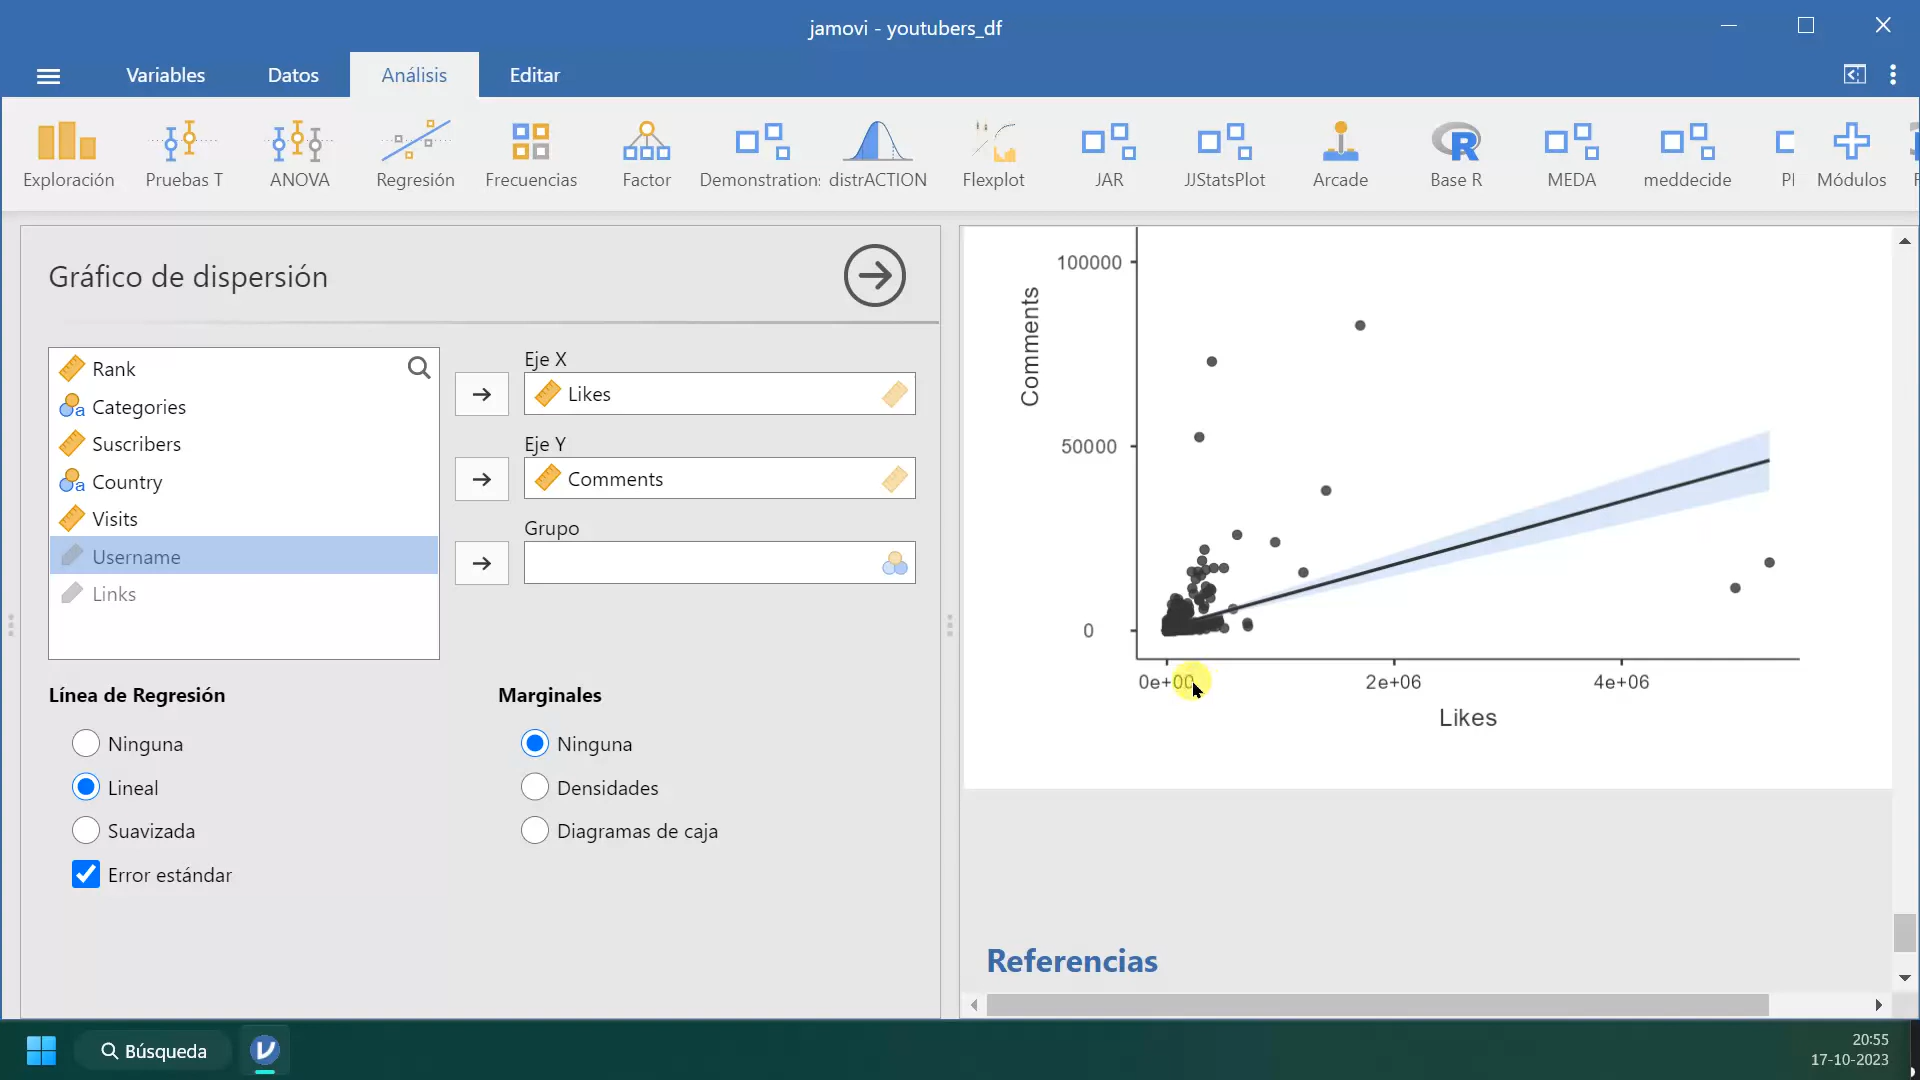 jamovi - youtubers_df
Variables
Datos
Análisis
Editar
Exploración
Pruebas T
ANOVA
Regresión
Frecuencias
Factor
Demonstration
distrACTION
Flexplot
JAR
JJStatsPlot
Arcade
Base R
MEDA
meddecide
Módulos
Gráfico de dispersión
Rank
Categories
Suscribers
Country
Visits
Username
Links
Eje X
Likes
Eje Y
Comments
Grupo
Línea de Regresión
Ninguna
Lineal
Suavizada
Error estándar
Marginales
Ninguna
Densidades
Diagramas de caja
Comments
100000
50000
0
0e+00
2e+06
4e+06
Likes
Referencias
Búsqueda
20:55
17-10-2023